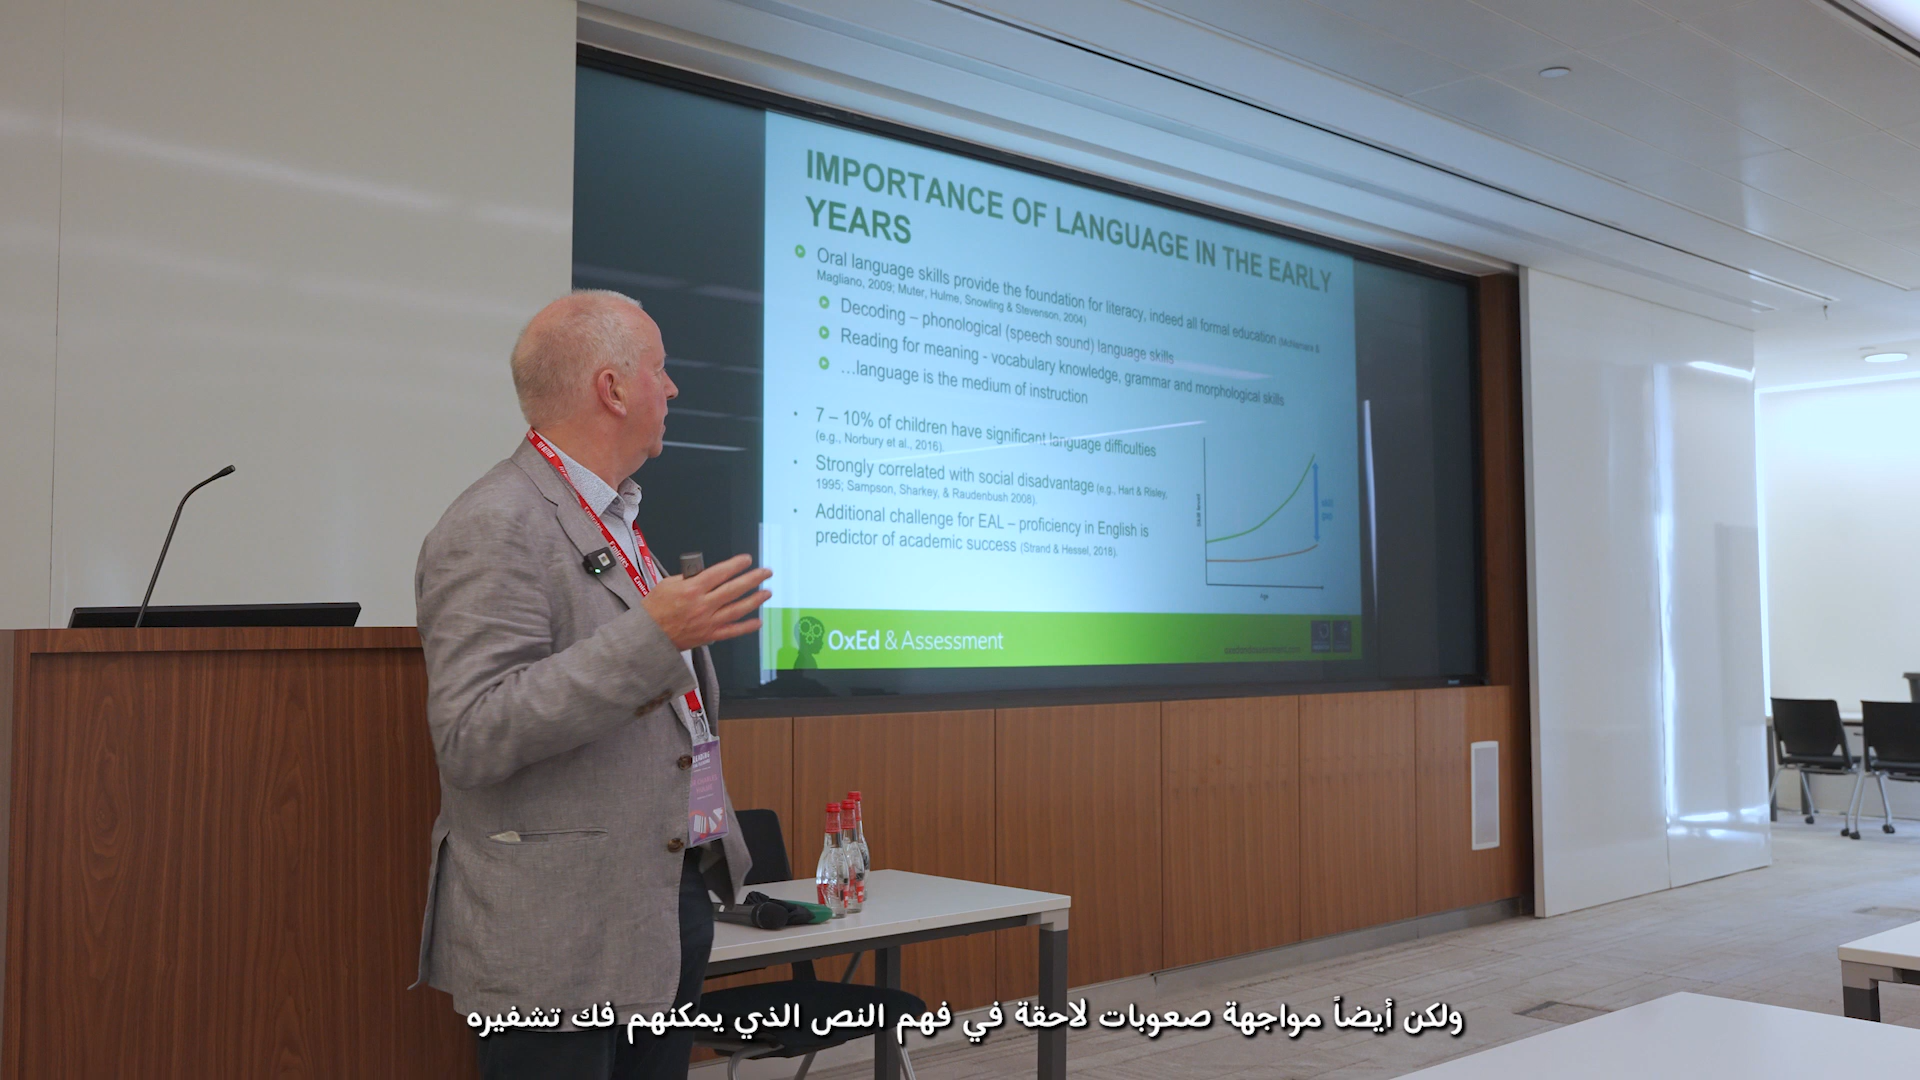 IMPORTANCE OF LANGUAGE IN THE EARLY
YEARS
Oral language skills provide the foundation for literacy, indeed all formal education (McNamara &
Magliano, 2009; Muter, Hulme, Snowling & Stevenson, 2004)
Decoding – phonological (speech sound) language skills
Reading for meaning - vocabulary knowledge, grammar and morphological skills
...language is the medium of instruction
7 – 10% of children have significant language difficulties
(e.g., Norbury et al., 2016).
Strongly correlated with social disadvantage (e.g., Hart & Risley,
1995; Sampson, Sharkey, & Raudenbush 2008).
Additional challenge for EAL – proficiency in English is
predictor of academic success (Strand & Hessel, 2018).
Age
OxEd & Assessment
Emirates
ولكن أيضاً مواجهة صعوبات لاحقة في فهم النص الذي يمكنهم فك تشفيره